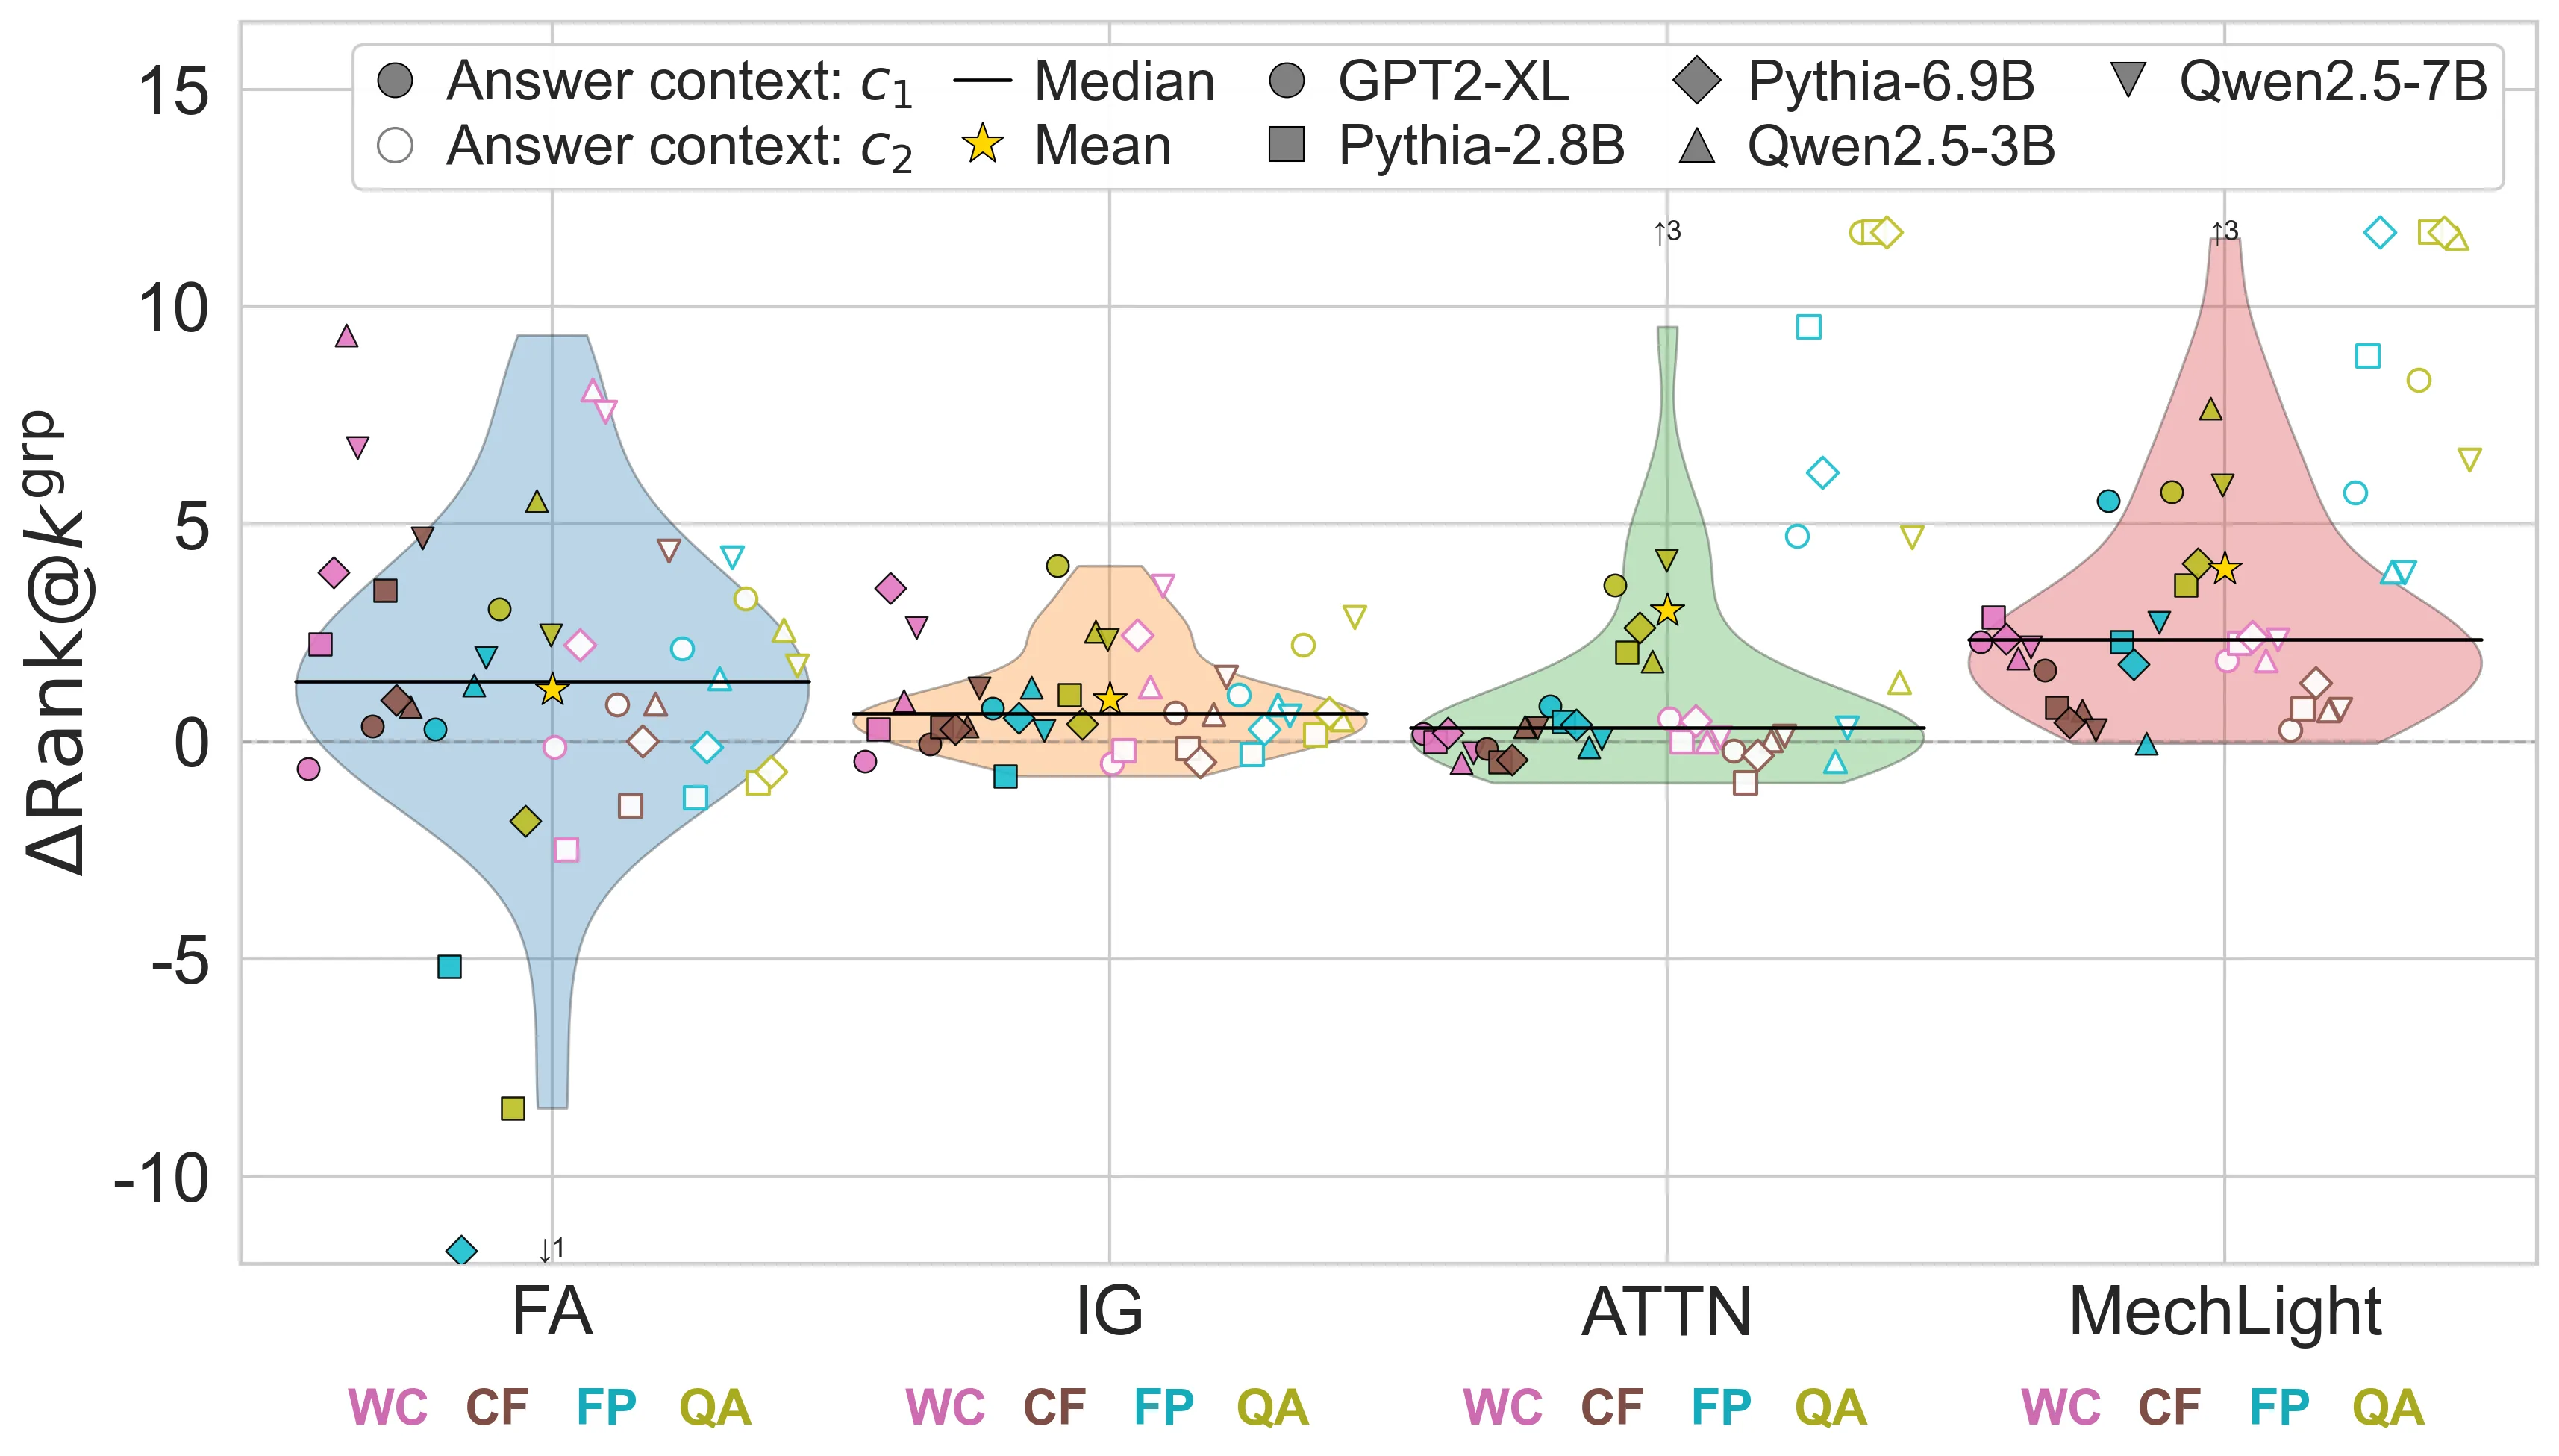 Answer context: c1 Median GPT2-XL Pythia-6.9B Qwen2.5-7B
Answer context: c2 Mean Pythia-2.8B Qwen2.5-3B
15
10
5
0
-5
-10
ΔRank@k^grp
↑3 ↑3
↓1
FA IG ATTN MechLight
WC CF FP QA WC CF FP QA WC CF FP QA WC CF FP QA